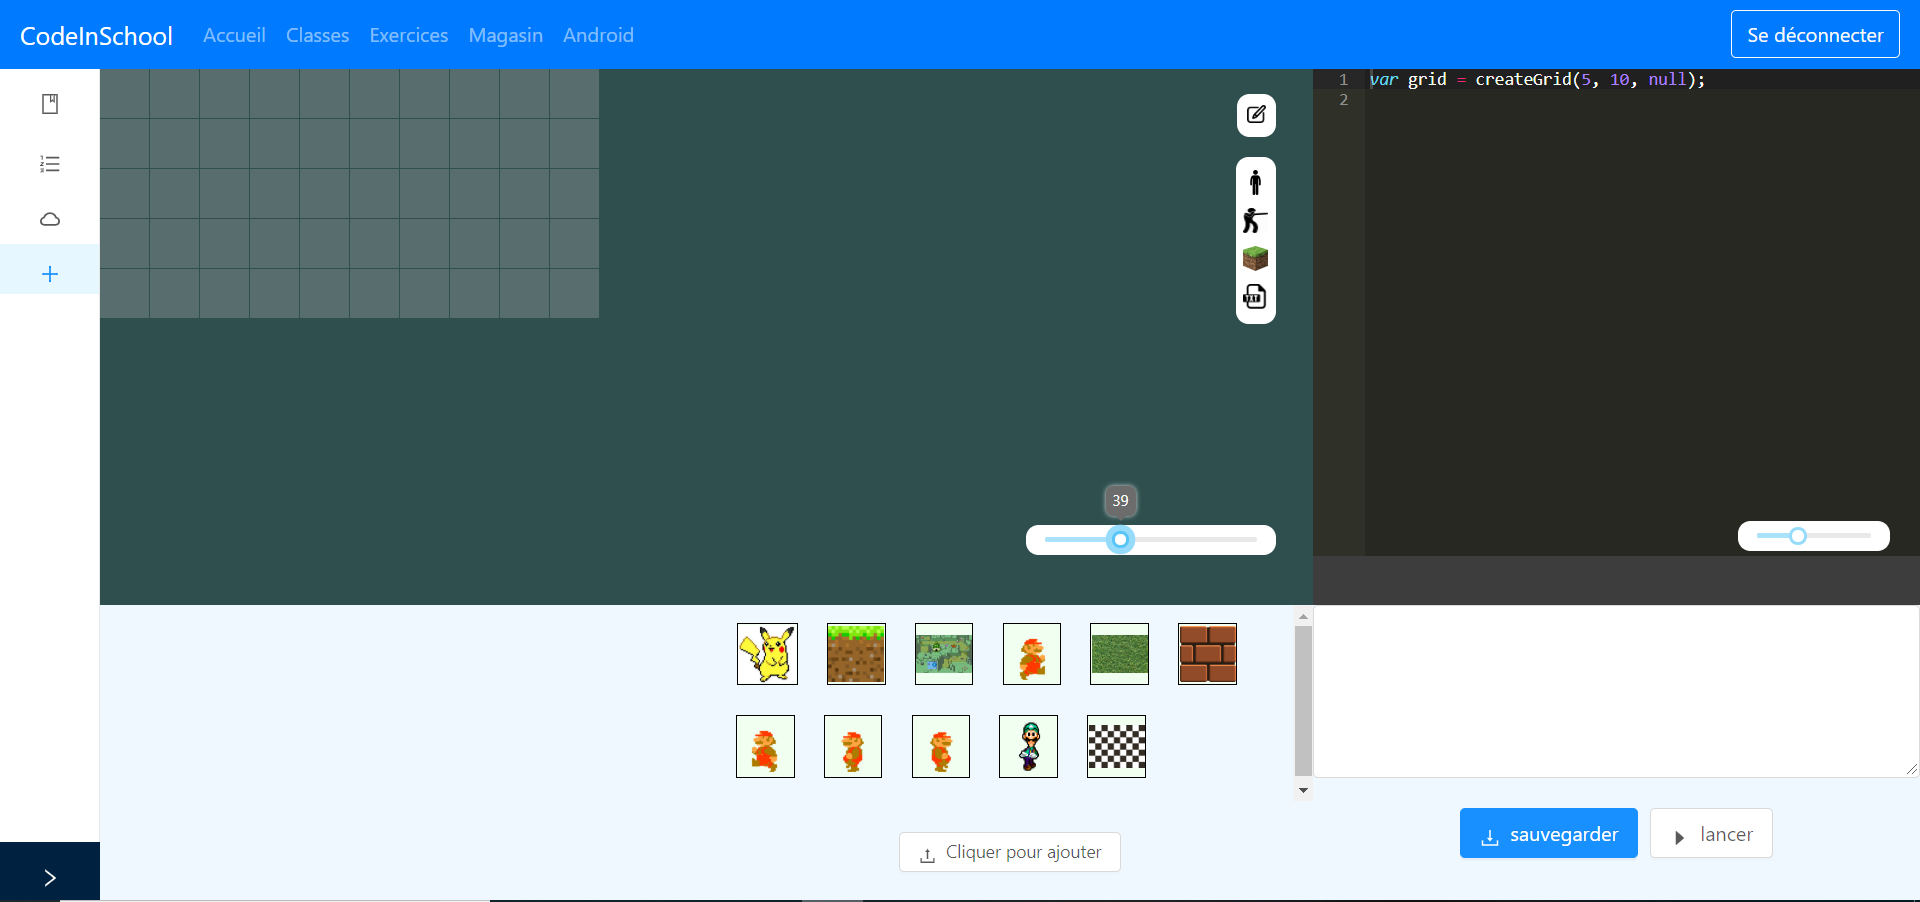 CodeInSchool Accueil Classes Exercices Magasin Android Se déconnecter
1 var grid = createGrid(5, 10, null);
2
TXT
39
Cliquer pour ajouter
sauvegarder
lancer